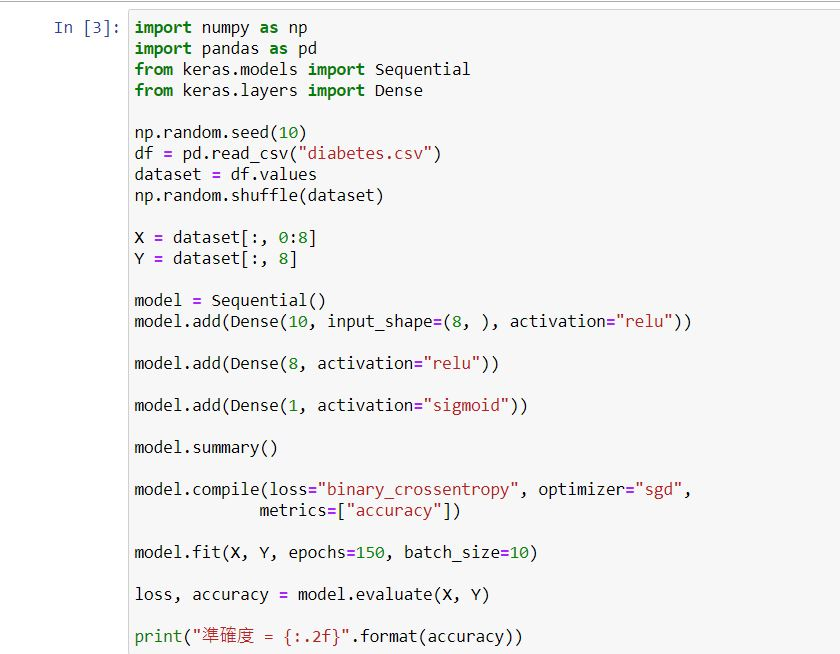 In [3]:
import numpy as np
import pandas as pd
from keras.models import Sequential
from keras.layers import Dense
np.random.seed(10)
df = pd.read_csv("diabetes.csv")
dataset = df.values
np.random.shuffle(dataset)
X = dataset[:, 0:8]
Y = dataset[:, 8]
model = Sequential()
model.add(Dense(10, input_shape=(8, ), activation="relu"))
model.add(Dense(8, activation="relu"))
model.add(Dense(1, activation="sigmoid"))
model.summary()
model.compile(loss="binary_crossentropy", optimizer="sgd",
metrics=["accuracy"])
model.fit(X, Y, epochs=150, batch_size=10)
loss, accuracy = model.evaluate(X, Y)
print("準確度 = {:.2f}".format(accuracy))